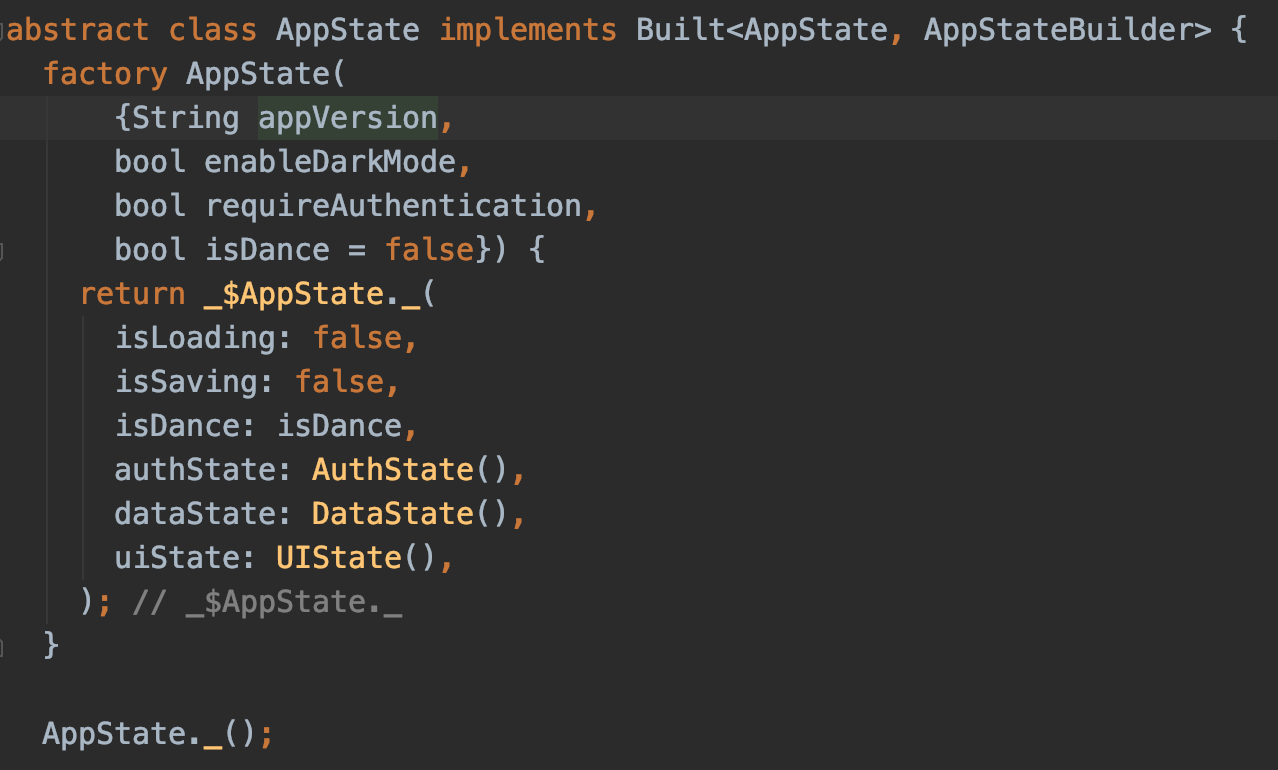 abstract class AppState implements Built<AppState, AppStateBuilder> {
factory AppState(
{String appVersion,
bool enableDarkMode,
bool requireAuthentication,
bool isDance = false}) {
return _$AppState._(
isLoading: false,
isSaving: false,
isDance: isDance,
authState: AuthState(),
dataState: DataState(),
uiState: UIState(),
); // _$AppState._
}
AppState._();